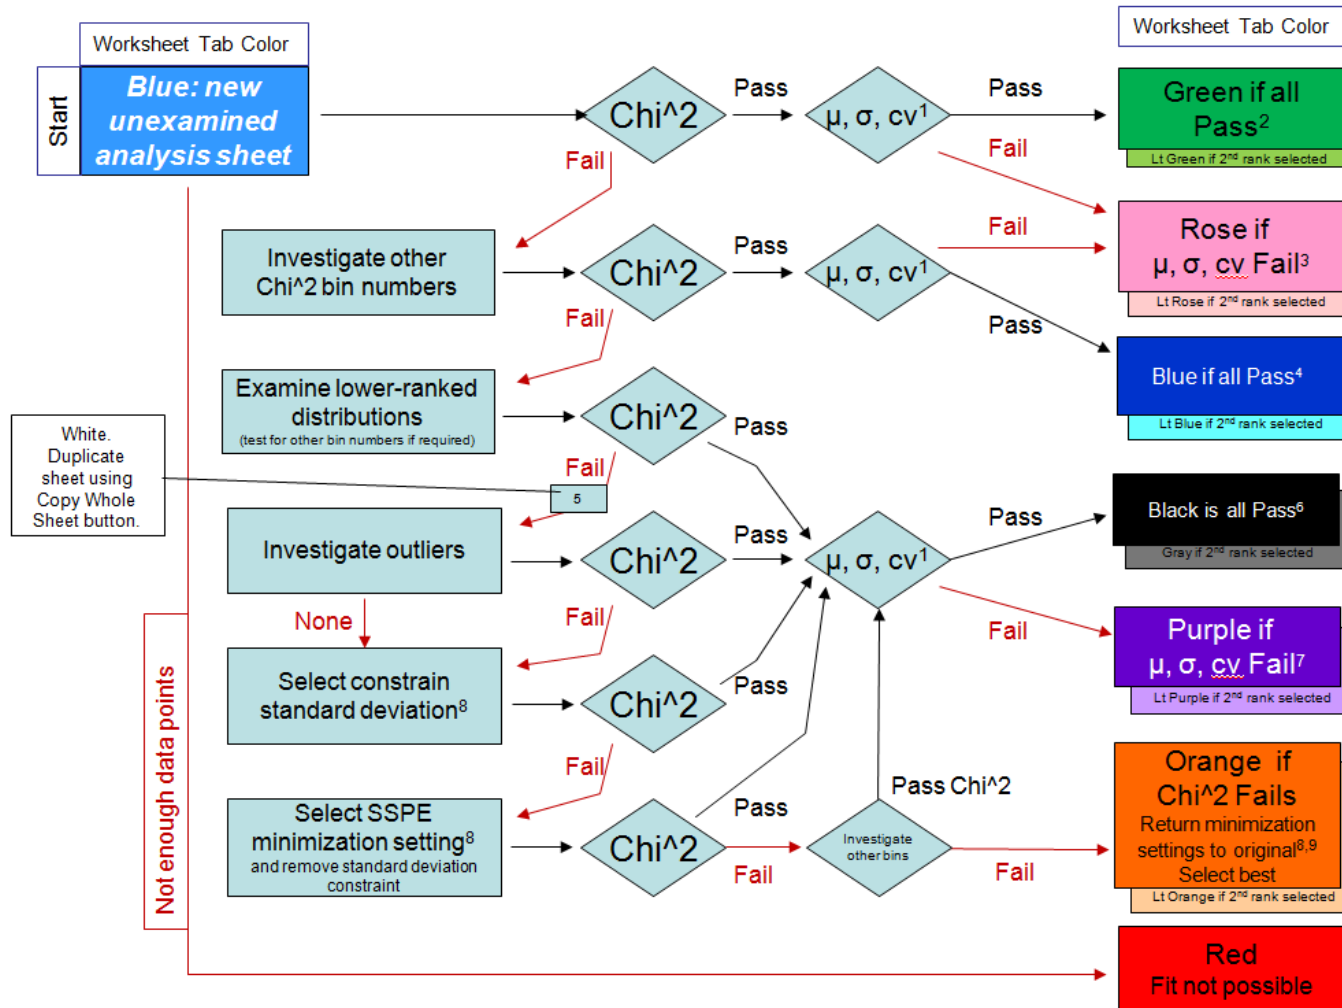 Worksheet Tab Color
Worksheet Tab Color
Start
Blue: new
unexamined
analysis sheet
Chi^2
Pass
μ, σ, cv1
Pass
Green if all
Pass2
Lt Green if 2nd rank selected
Fail
Fail
Investigate other
Chi^2 bin numbers
Chi^2
Pass
μ, σ, cv1
Fail
Rose if
μ, σ, cv Fail3
Lt Rose if 2nd rank selected
Fail
Pass
Examine lower-ranked
distributions
(test for other bin numbers if required)
Chi^2
Pass
Blue if all Pass4
Lt Blue if 2nd rank selected
White.
Duplicate
sheet using
Copy Whole
Sheet button.
Fail
5
Investigate outliers
Chi^2
Pass
μ, σ, cv1
Pass
Black is all Pass6
Gray if 2nd rank selected
None
Fail
Fail
Purple if
μ, σ, cv Fail7
Lt Purple if 2nd rank selected
Select constrain
standard deviation8
Chi^2
Pass
Not enough data points
Fail
Select SSPE
minimization setting8
and remove standard deviation
constraint
Chi^2
Pass
Fail
Pass Chi^2
Investigate
other bins
Fail
Orange if
Chi^2 Fails
Return minimization
settings to original8,9
Select best
Lt Orange if 2nd rank selected
Red
Fit not possible